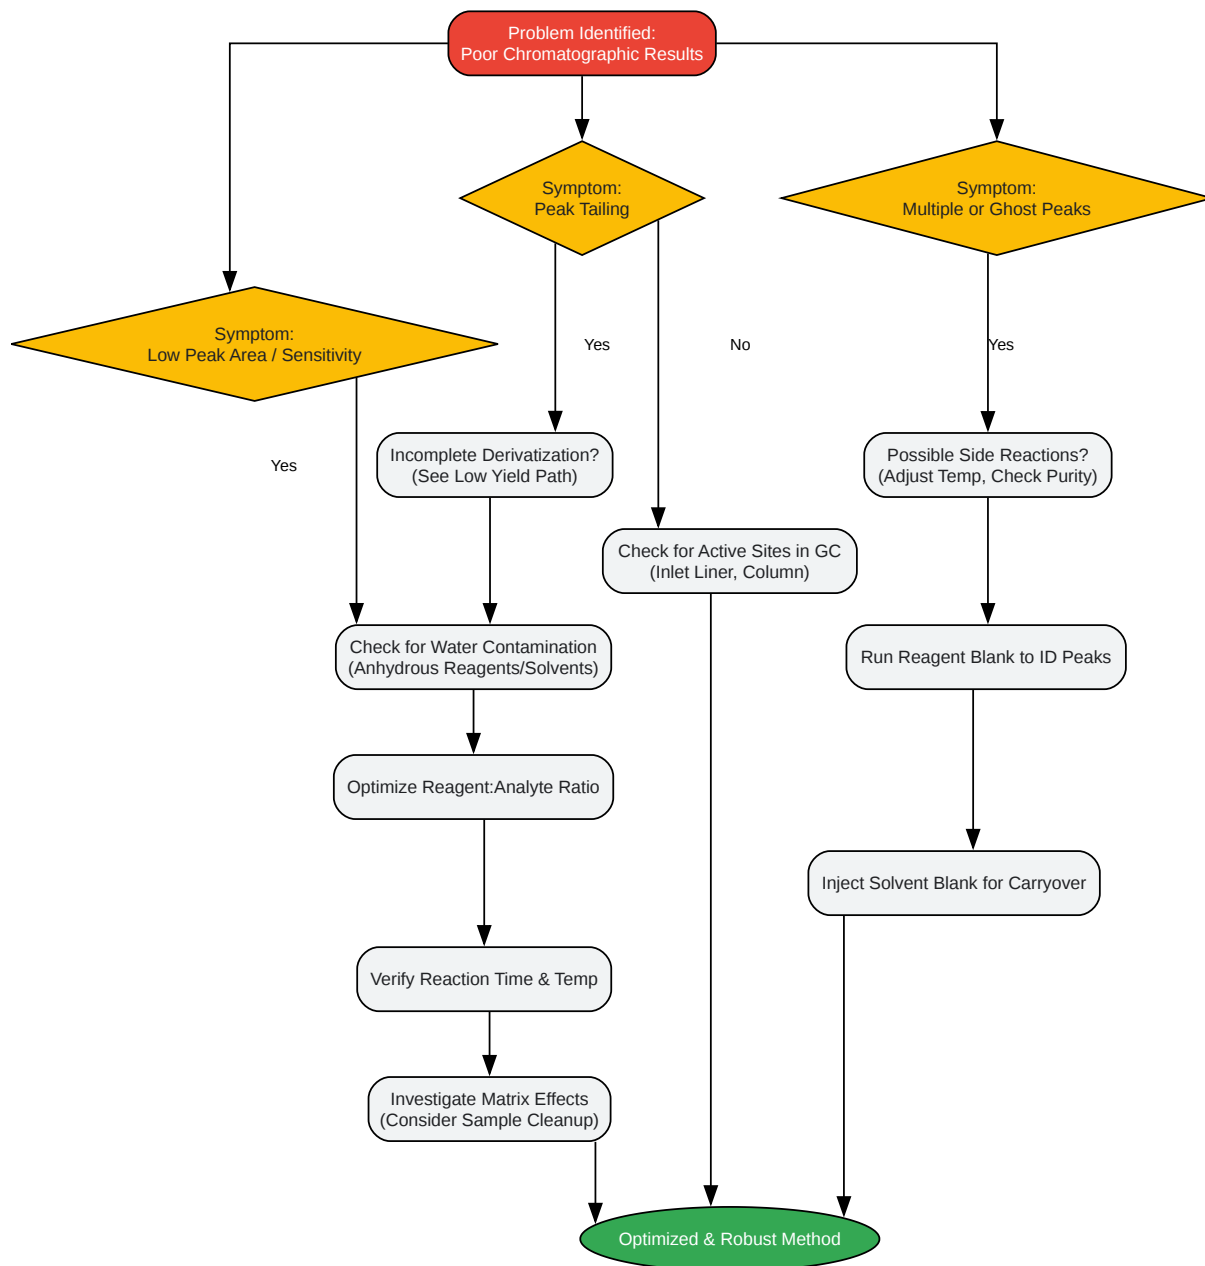 Problem Identified:
Poor Chromatographic Results
Symptom:
Peak Tailing
Symptom:
Multiple or Ghost Peaks
Symptom:
Low Peak Area / Sensitivity
Yes
No
Yes
Yes
Incomplete Derivatization?
(See Low Yield Path)
Possible Side Reactions?
(Adjust Temp, Check Purity)
Check for Active Sites in GC
(Inlet Liner, Column)
Check for Water Contamination
(Anhydrous Reagents/Solvents)
Run Reagent Blank to ID Peaks
Optimize Reagent:Analyte Ratio
Inject Solvent Blank for Carryover
Verify Reaction Time & Temp
Investigate Matrix Effects
(Consider Sample Cleanup)
Optimized & Robust Method